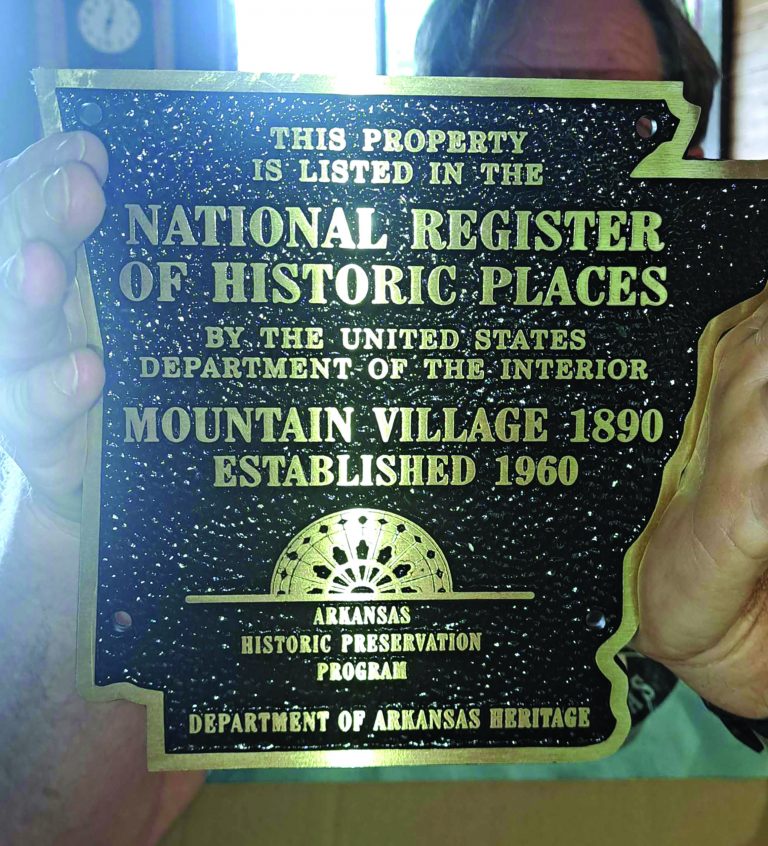 THIS PROPERTY
IS LISTED IN THE
NATIONAL REGISTER
OF HISTORIC PLACES
BY THE UNITED STATES
DEPARTMENT OF THE INTERIOR
MOUNTAIN VILLAGE 1890
ESTABLISHED 1960
ARKANSAS
HISTORIC PRESERVATION
PROGRAM
DEPARTMENT OF ARKANSAS HERITAGE